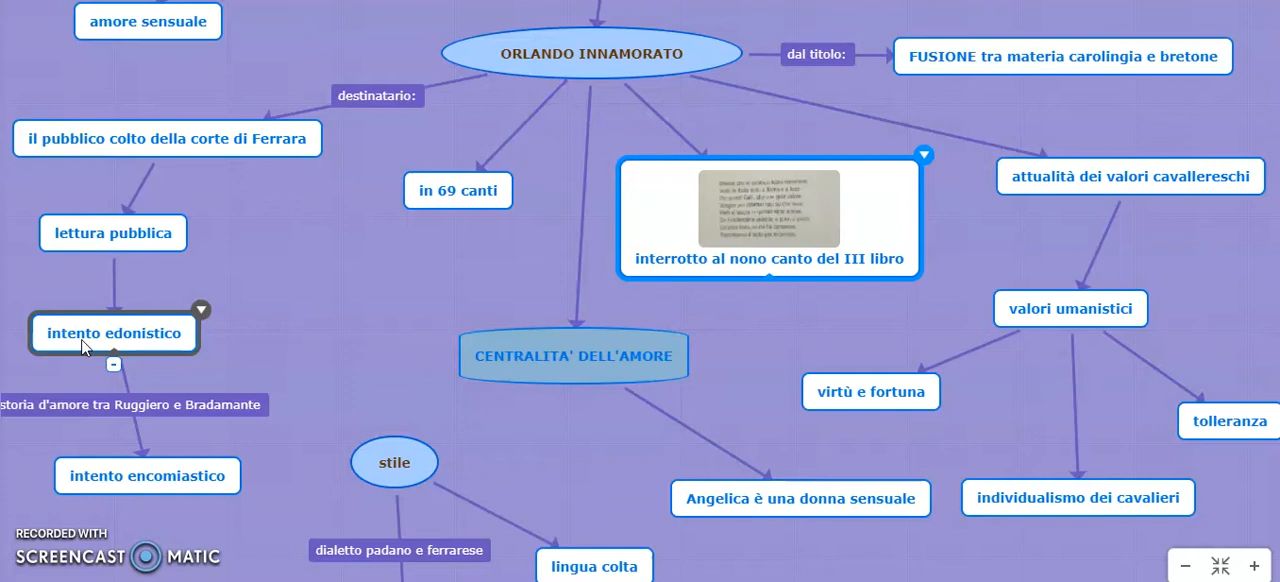 amore sensuale
ORLANDO INNAMORATO
dal titolo:
FUSIONE tra materia carolingia e bretone
destinatario:
il pubblico colto della corte di Ferrara
in 69 canti
attualità dei valori cavallereschi
lettura pubblica
interrotto al nono canto del III libro
valori umanistici
intento edonistico
CENTRALITA' DELL'AMORE
virtù e fortuna
storia d'amore tra Ruggiero e Bradamante
tolleranza
stile
intento encomiastico
Angelica è una donna sensuale
individualismo dei cavalieri
dialetto padano e ferrarese
lingua colta
RECORDED WITH
SCREENCAST MATIC